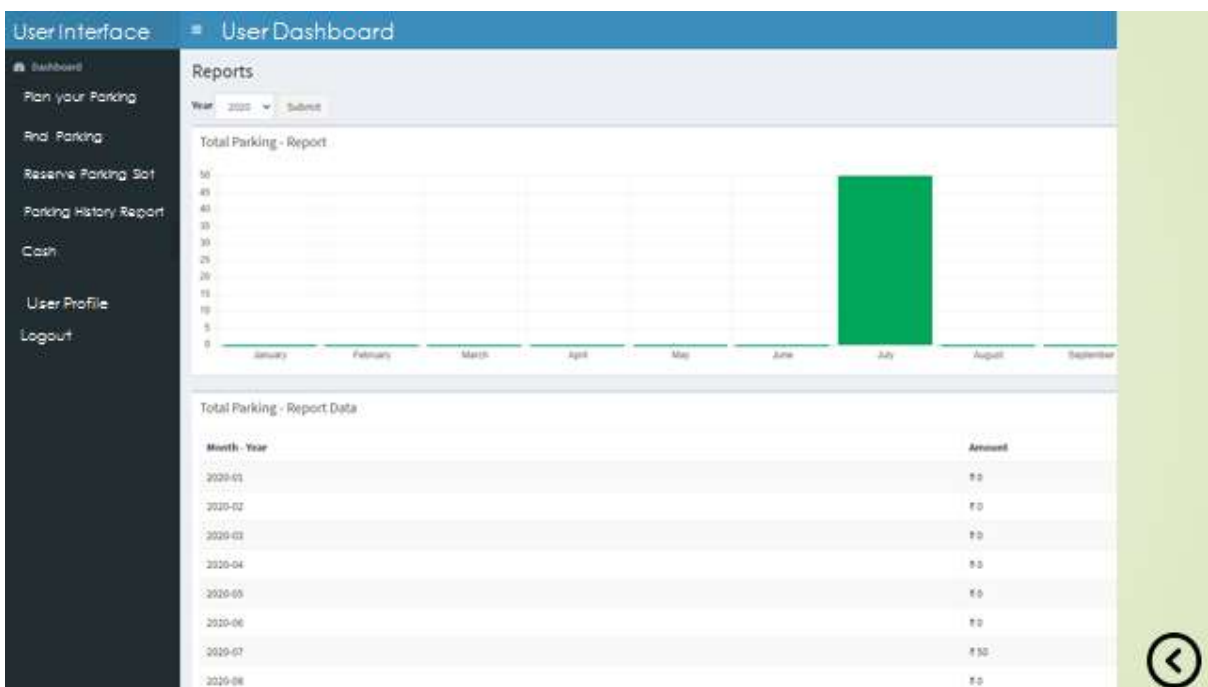 User Interface
User Dashboard
Dashboard
Plan your Parking
Find Parking
Reserve Parking Slot
Parking History Report
Cash
User Profile
Logout
Reports
Year 2020 Submit
Total Parking - Report
50
45
40
35
30
25
20
15
10
5
0
January February March April May June July August September
Total Parking - Report Data
Month - Year Amount
2020-01 ₹ 0
2020-02 ₹ 0
2020-03 ₹ 0
2020-04 ₹ 0
2020-05 ₹ 0
2020-06 ₹ 0
2020-07 ₹ 50
2020-08 ₹ 0